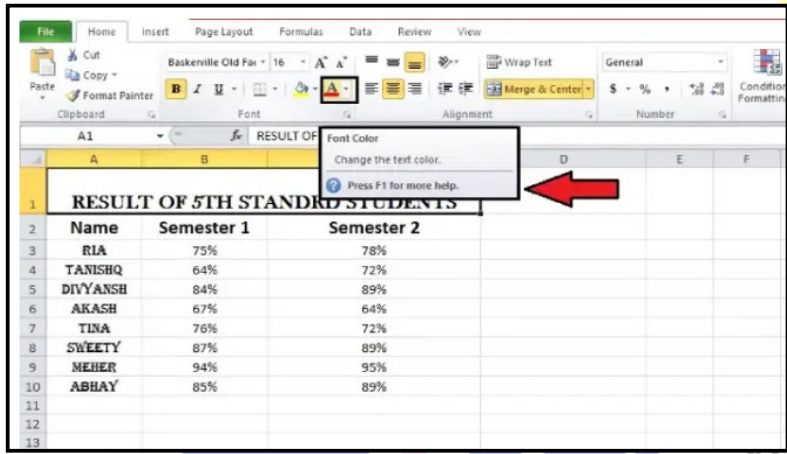 File Home Insert Page Layout Formulas Data Review View
Cut
Copy
Format Painter
Paste
Baskerville Old Fac 16 A A
Wrap Text
General
B I U A
Merge & Center
$ % ,
Clipboard Font Alignment Number
A1 fx RESULT OF
Font Color
Change the text color.
Press F1 for more help.
A B D E F
1 RESULT OF 5TH STANDRD STUDENTS
2 Name Semester 1 Semester 2
3 RIA 75% 78%
4 TANISHQ 64% 72%
5 DIVYANSH 84% 89%
6 AKASH 67% 64%
7 TINA 76% 72%
8 SWEETY 87% 89%
9 MEHER 94% 95%
10 ABHAY 85% 89%
11
12
13